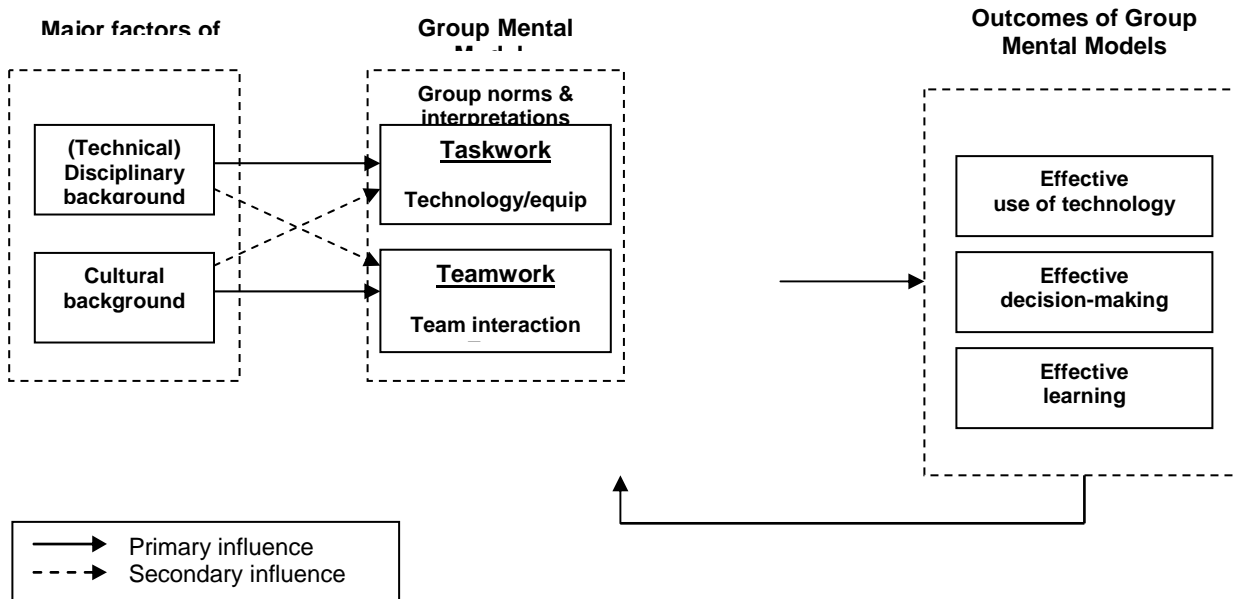 Major factors of
Group Mental
Outcomes of Group
Mental Models
Group norms &
interpretations
(Technical)
Disciplinary
background
Cultural
background
Taskwork
Technology/equip
Teamwork
Team interaction
Effective
use of technology
Effective
decision-making
Effective
learning
Primary influence
Secondary influence